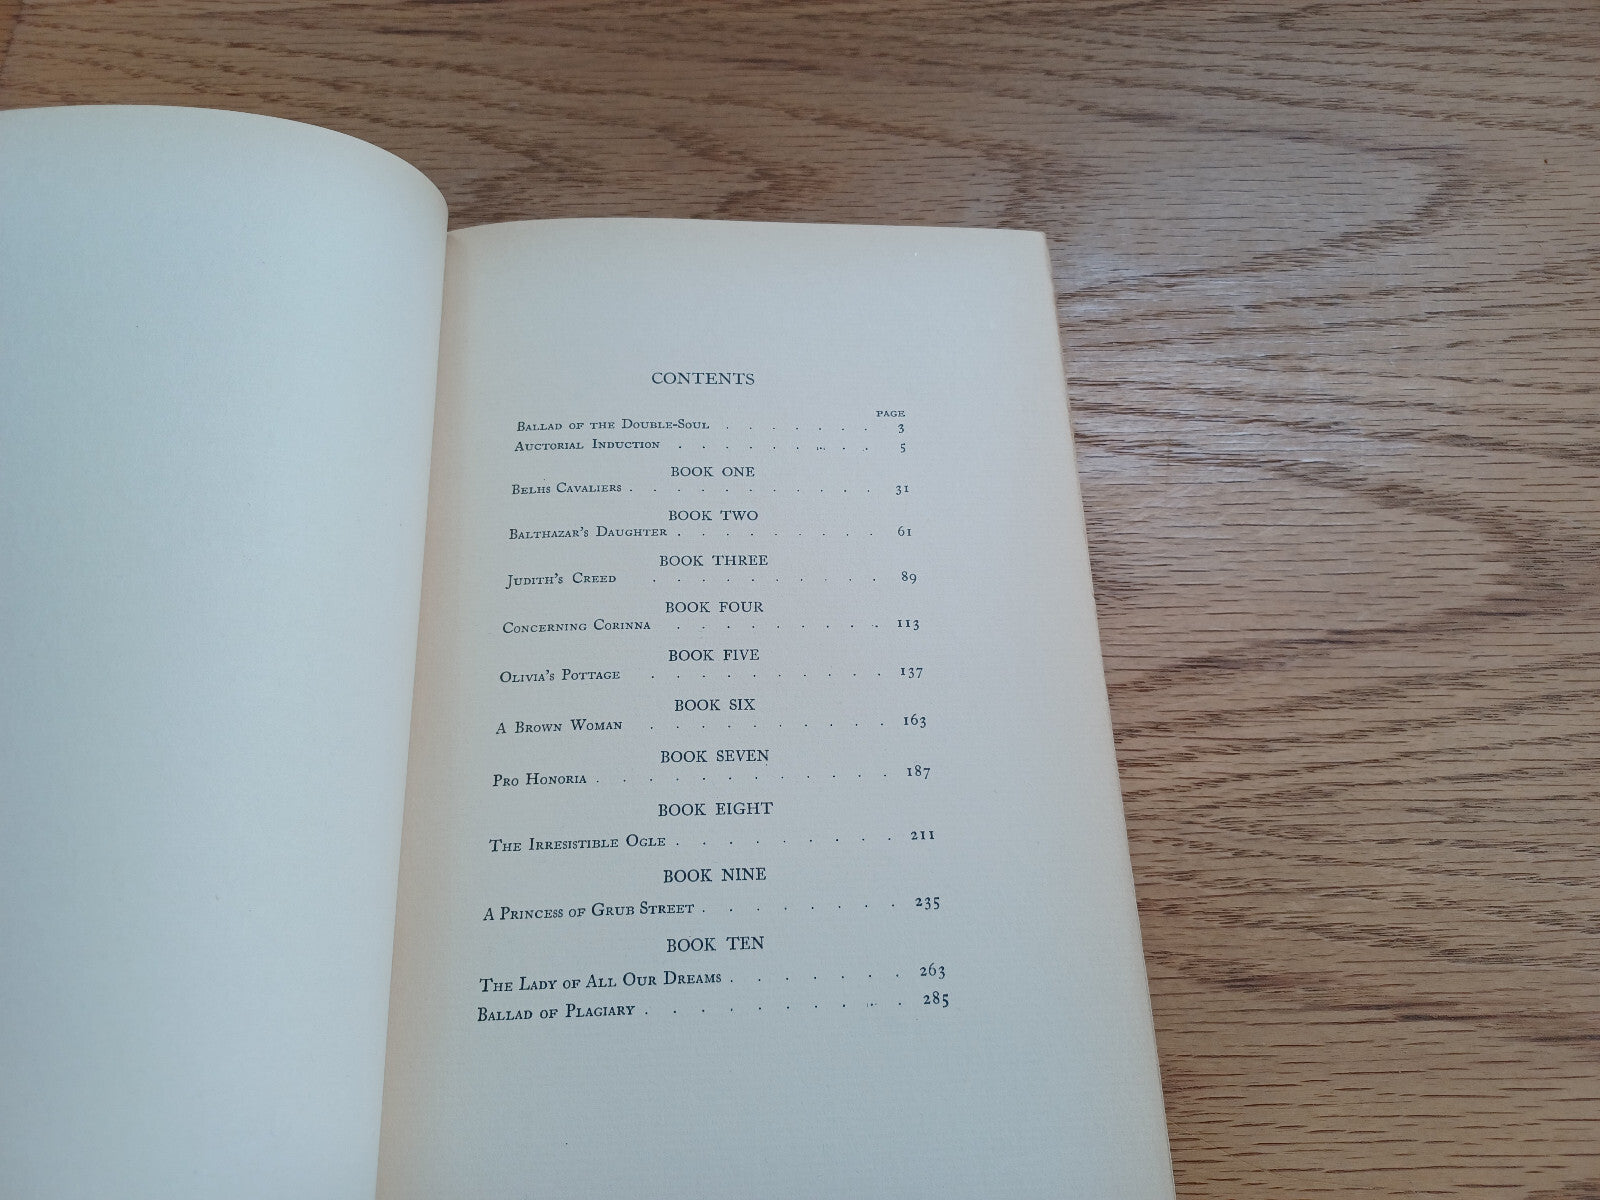 CONTENTS
PAGE
BALLAD OF THE DOUBLE-SOUL . . . . . . . 3
AUCTORIAL INDUCTION . . . . . . . . . 5
BOOK ONE
BELHS CAVALIERS . . . . . . . . . . 31
BOOK TWO
BALTHAZAR'S DAUGHTER . . . . . . . . . 61
BOOK THREE
JUDITH'S CREED . . . . . . . . . . 89
BOOK FOUR
CONCERNING CORINNA . . . . . . . . . 113
BOOK FIVE
OLIVIA'S POTTAGE . . . . . . . . . . 137
BOOK SIX
A BROWN WOMAN . . . . . . . . . . 163
BOOK SEVEN
PRO HONORIA . . . . . . . . . . . . 187
BOOK EIGHT
THE IRRESISTIBLE OGLE . . . . . . . . . 211
BOOK NINE
A PRINCESS OF GRUB STREET . . . . . . . . 235
BOOK TEN
THE LADY OF ALL OUR DREAMS . . . . . . . 263
BALLAD OF PLAGIARY . . . . . . . . . . 285